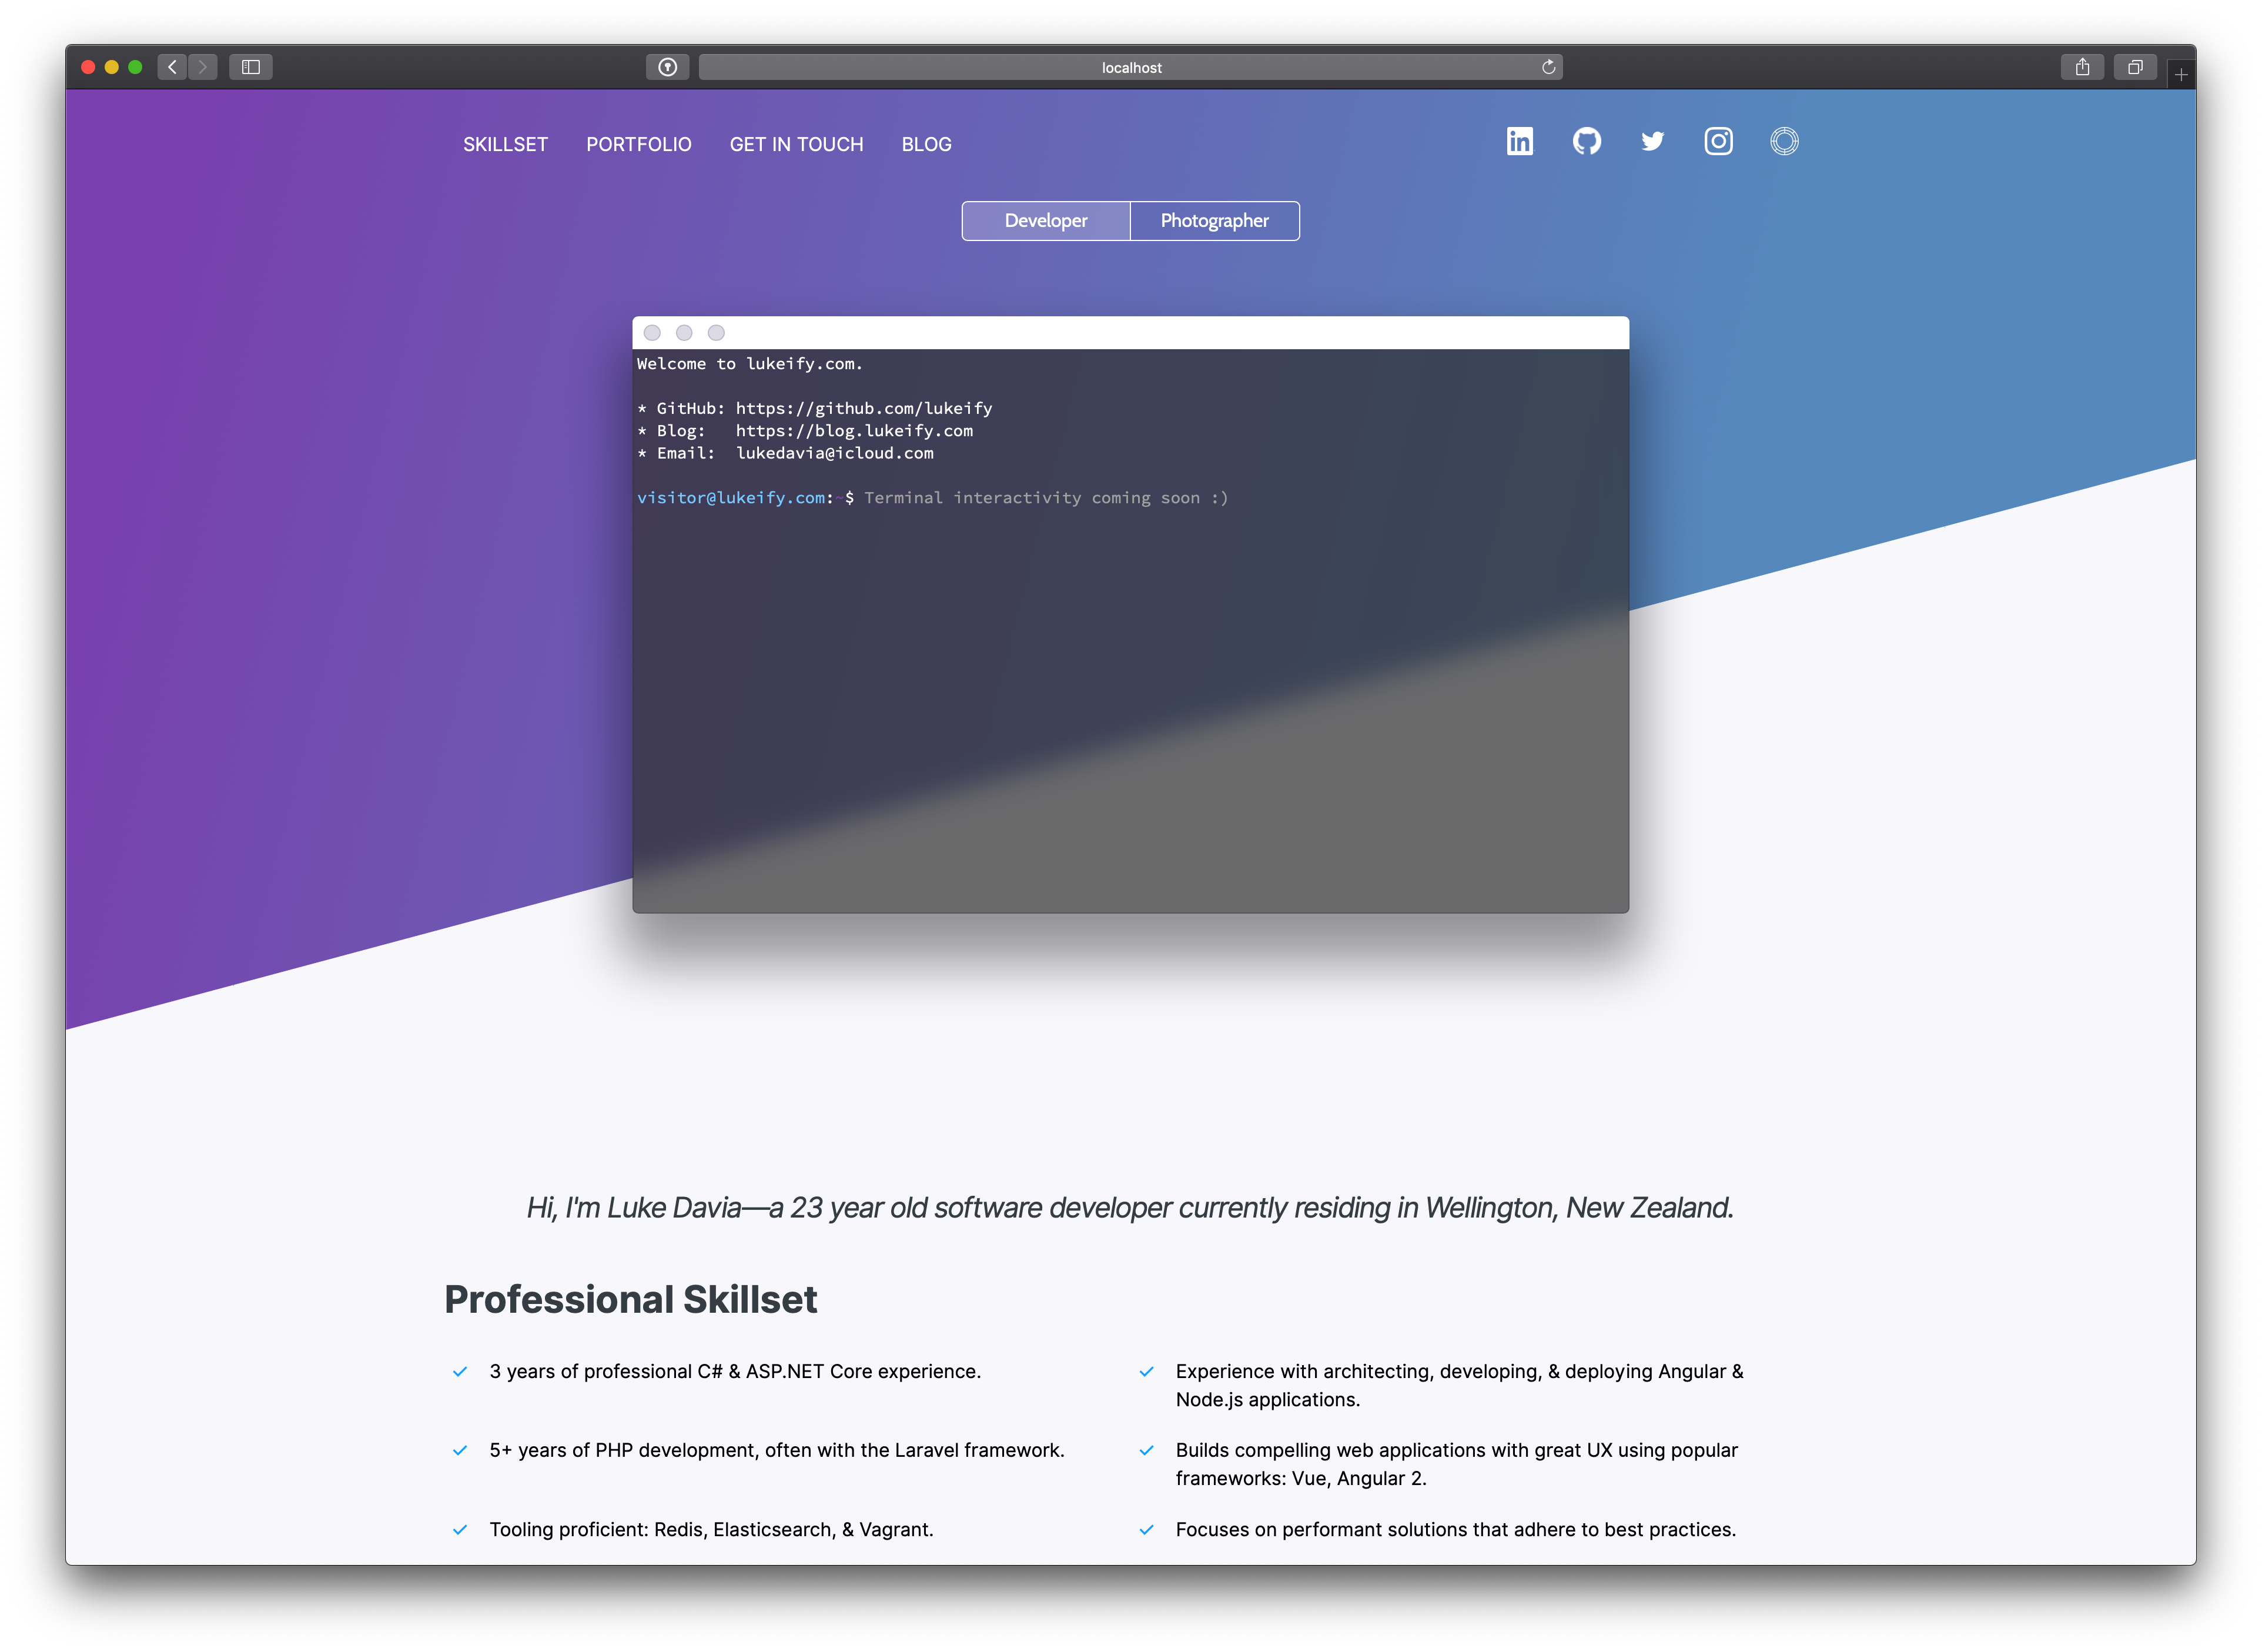 localhost
SKILLSET PORTFOLIO GET IN TOUCH BLOG
Developer Photographer
Welcome to lukeify.com.
* GitHub: https://github.com/lukeify
* Blog: https://blog.lukeify.com
* Email: lukedavia@icloud.com
visitor@lukeify.com:~$ Terminal interactivity coming soon :)
Hi, I'm Luke Davia—a 23 year old software developer currently residing in Wellington, New Zealand.
Professional Skillset
3 years of professional C# & ASP.NET Core experience.
Experience with architecting, developing, & deploying Angular &
Node.js applications.
5+ years of PHP development, often with the Laravel framework.
Builds compelling web applications with great UX using popular
frameworks: Vue, Angular 2.
Tooling proficient: Redis, Elasticsearch, & Vagrant.
Focuses on performant solutions that adhere to best practices.